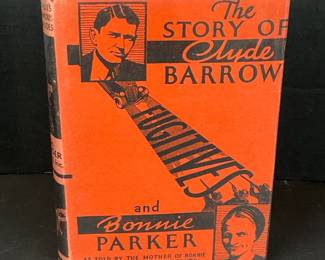 The
STORY OF
Clyde
BARROW
FUGITIVES
and
Bonnie
PARKER
AS TOLD BY THE MOTHER OF BONNIE